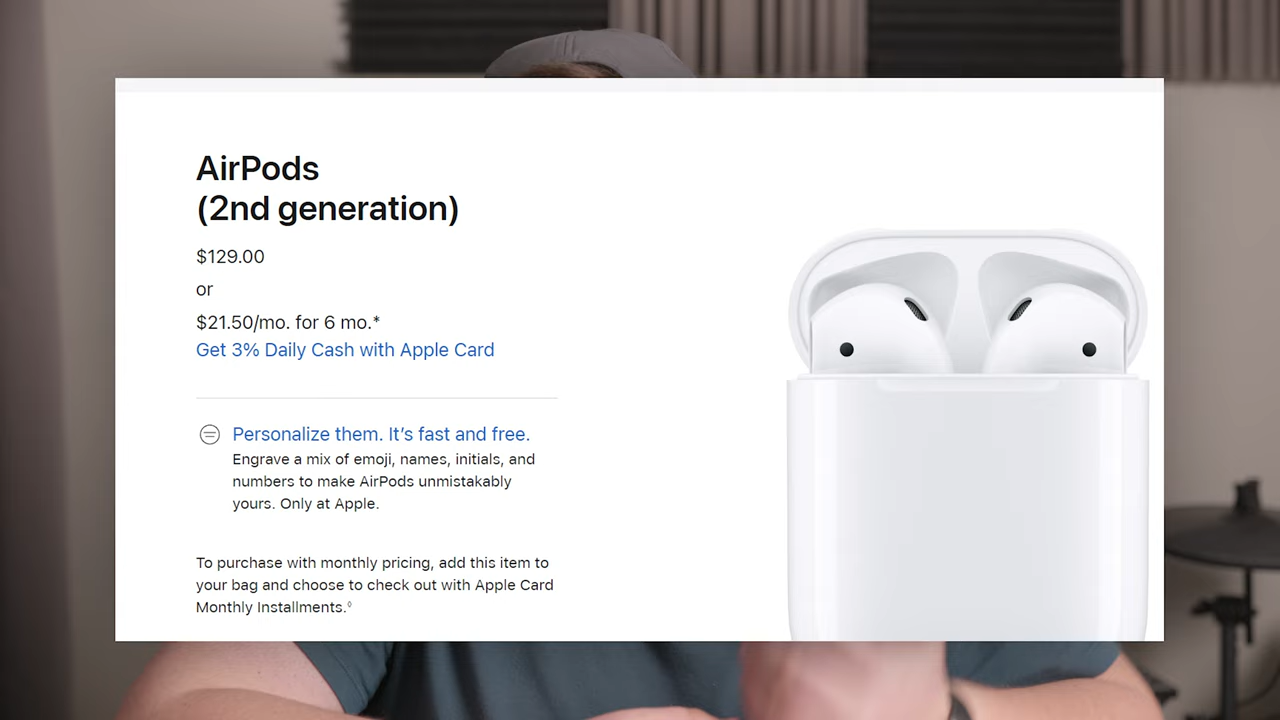 AirPods
(2nd generation)
$129.00
or
$21.50/mo. for 6 mo.*
Get 3% Daily Cash with Apple Card
Personalize them. It’s fast and free.
Engrave a mix of emoji, names, initials, and
numbers to make AirPods unmistakably
yours. Only at Apple.
To purchase with monthly pricing, add this item to
your bag and choose to check out with Apple Card
Monthly Installments.◊